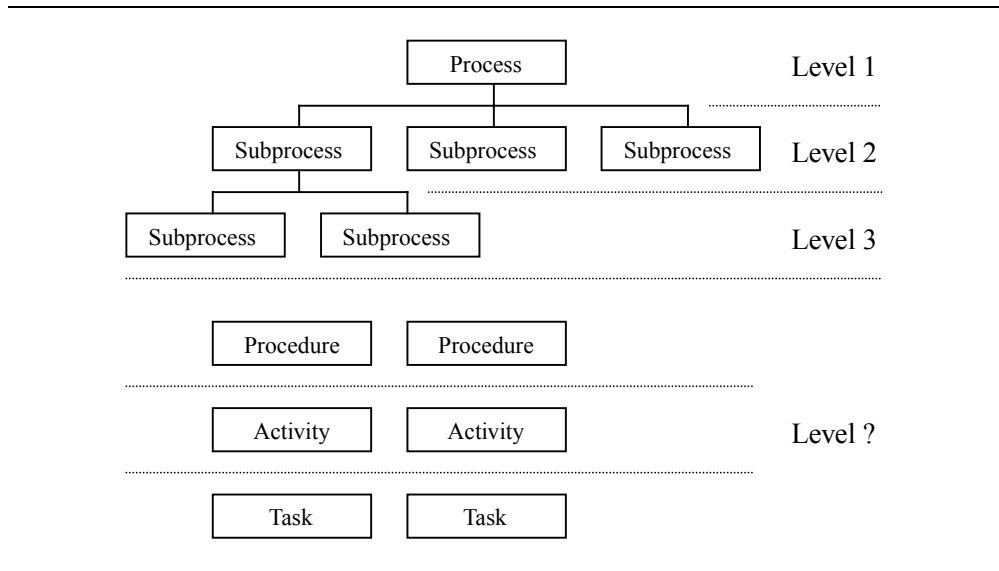 Process Level 1
Subprocess Subprocess Subprocess Level 2
Subprocess Subprocess Level 3
Procedure Procedure
Activity Activity Level ?
Task Task